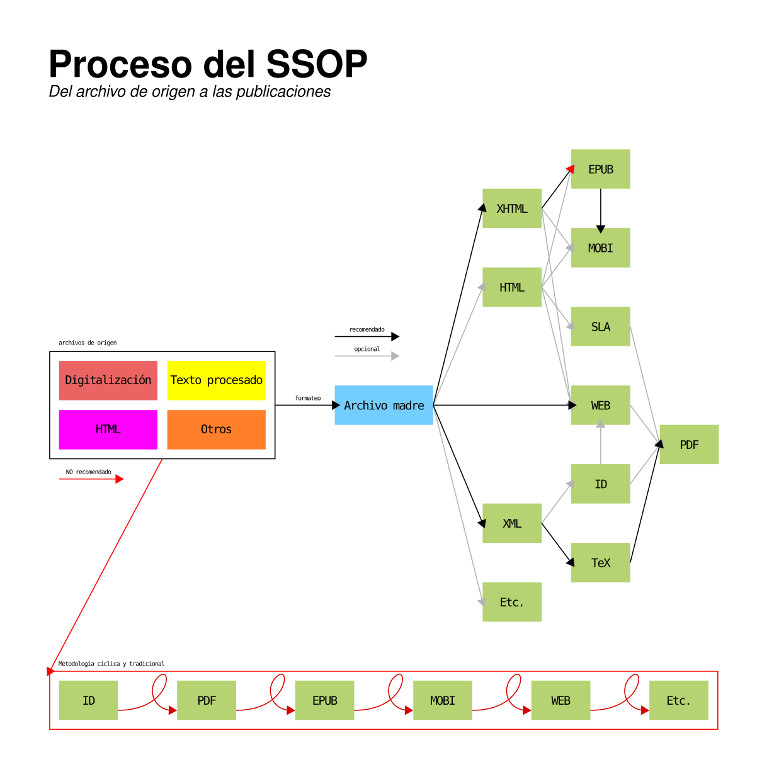 Proceso del SSOP
Del archivo de origen a las publicaciones
EPUB
XHTML
MOBI
HTML
SLA
recomendado
opcional
archivos de origen
Digitalización
Texto procesado
HTML
Otros
formateo
Archivo madre
WEB
PDF
NO recomendado
ID
XML
TeX
Etc.
Metodología cíclica y tradicional
ID
PDF
EPUB
MOBI
WEB
Etc.